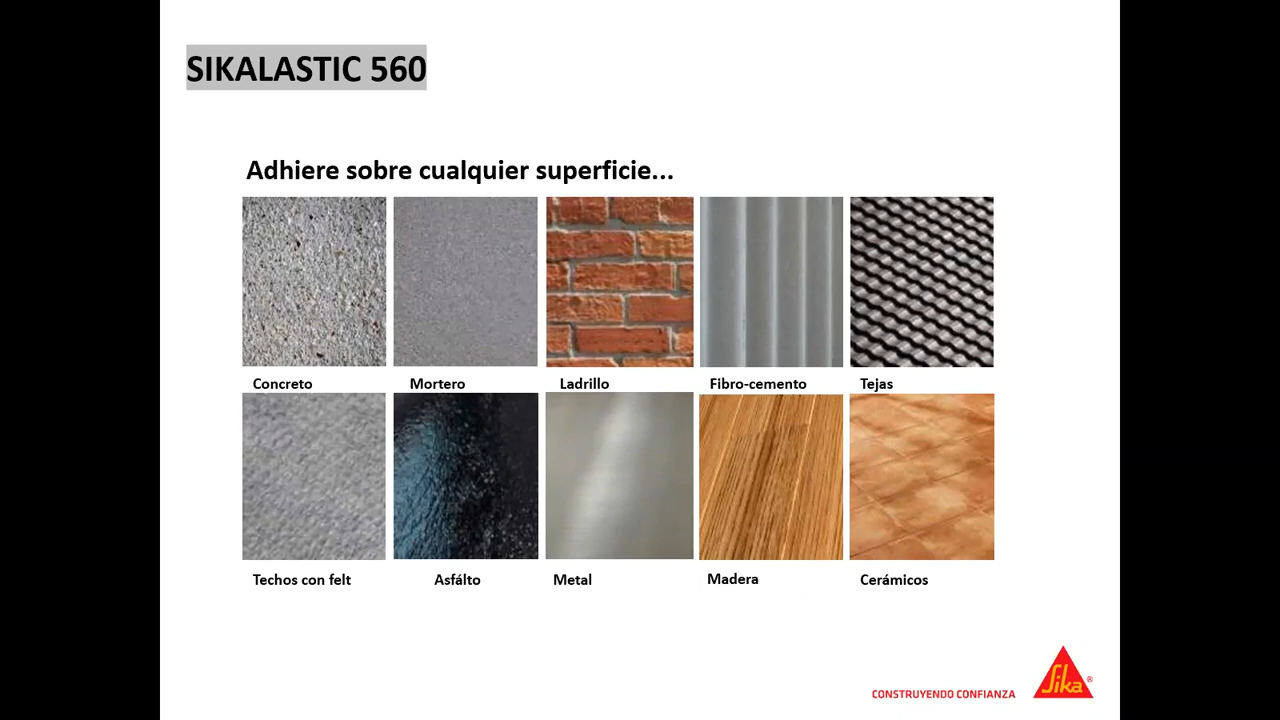 SIKALASTIC 560
Adhiere sobre cualquier superficie...
Concreto
Mortero
Ladrillo
Fibro-cemento
Tejas
Techos con felt
Asfálto
Metal
Madera
Cerámicos
CONSTRUYENDO CONFIANZA
Sika®